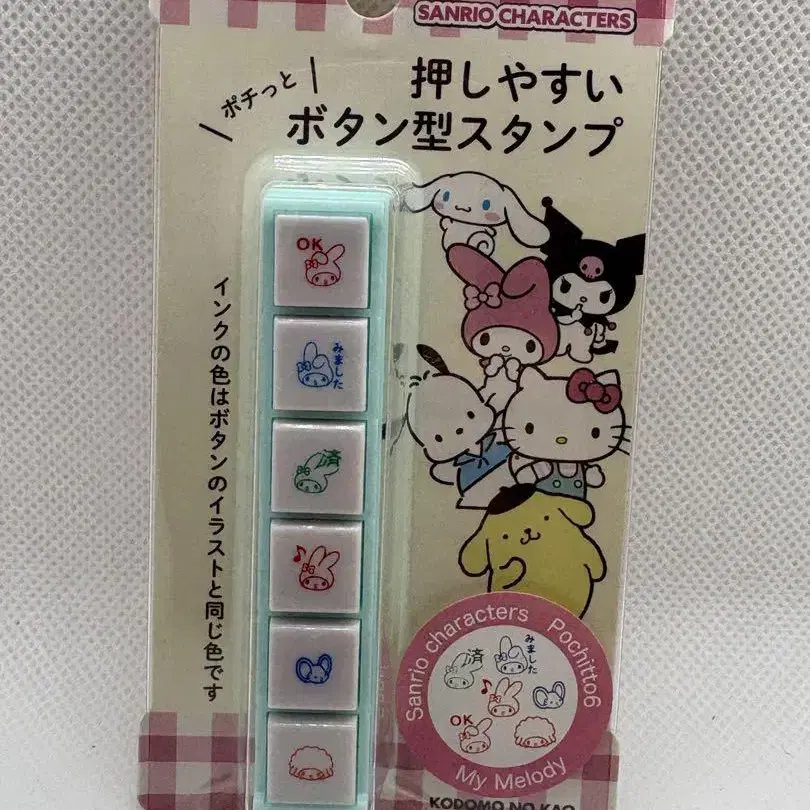 SANRIO CHARACTERS
ポチっと
押しやすい
ボタン型スタンプ
インクの色はボタンのイラストと同じ色です
OK
みました
済
Sanrio characters Pochitto6
済
みました
OK
My Melody
KODOMO NO KAO